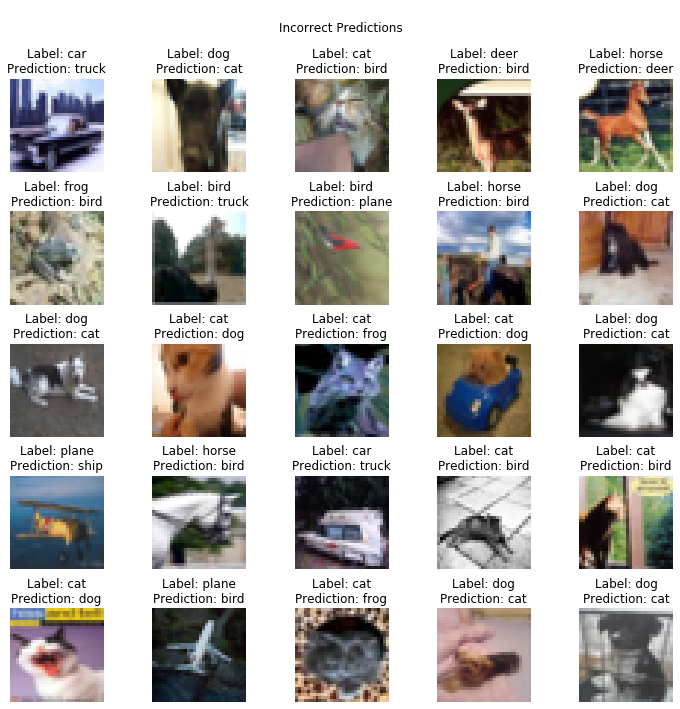 Incorrect Predictions
Label: car
Prediction: truck
Label: dog
Prediction: cat
Label: cat
Prediction: bird
Label: deer
Prediction: bird
Label: horse
Prediction: deer
Label: frog
Prediction: bird
Label: bird
Prediction: truck
Label: bird
Prediction: plane
Label: horse
Prediction: bird
Label: dog
Prediction: cat
Label: dog
Prediction: cat
Label: cat
Prediction: dog
Label: cat
Prediction: frog
Label: cat
Prediction: dog
Label: dog
Prediction: cat
Label: plane
Prediction: ship
Label: horse
Prediction: bird
Label: car
Prediction: truck
Label: cat
Prediction: bird
Label: cat
Prediction: bird
Label: cat
Prediction: dog
Label: plane
Prediction: bird
Label: cat
Prediction: frog
Label: dog
Prediction: cat
Label: dog
Prediction: cat